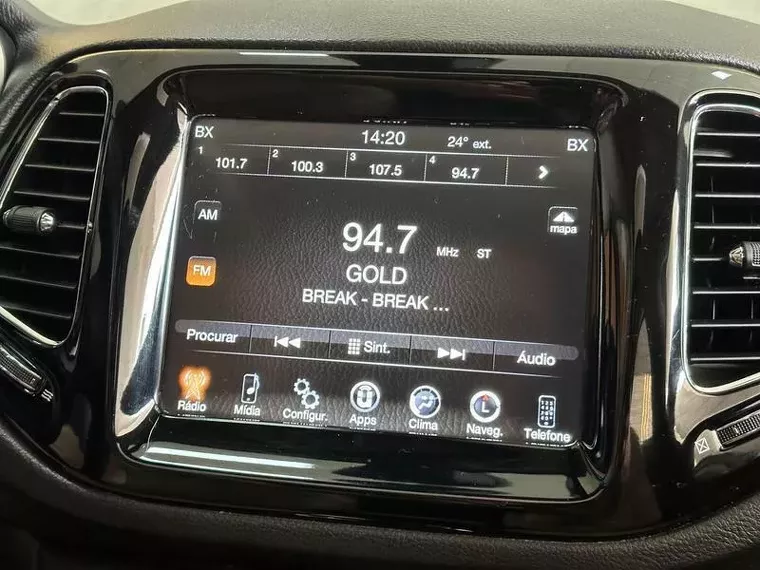 BX 14:20 24° ext. BX
1 101.7 2 100.3 3 107.5 4 94.7
AM
mapa
94.7 MHz ST
FM
GOLD
BREAK - BREAK ...
Procurar Sint. Áudio
Rádio Mídia Configur. Apps Clima Naveg. Telefone
L